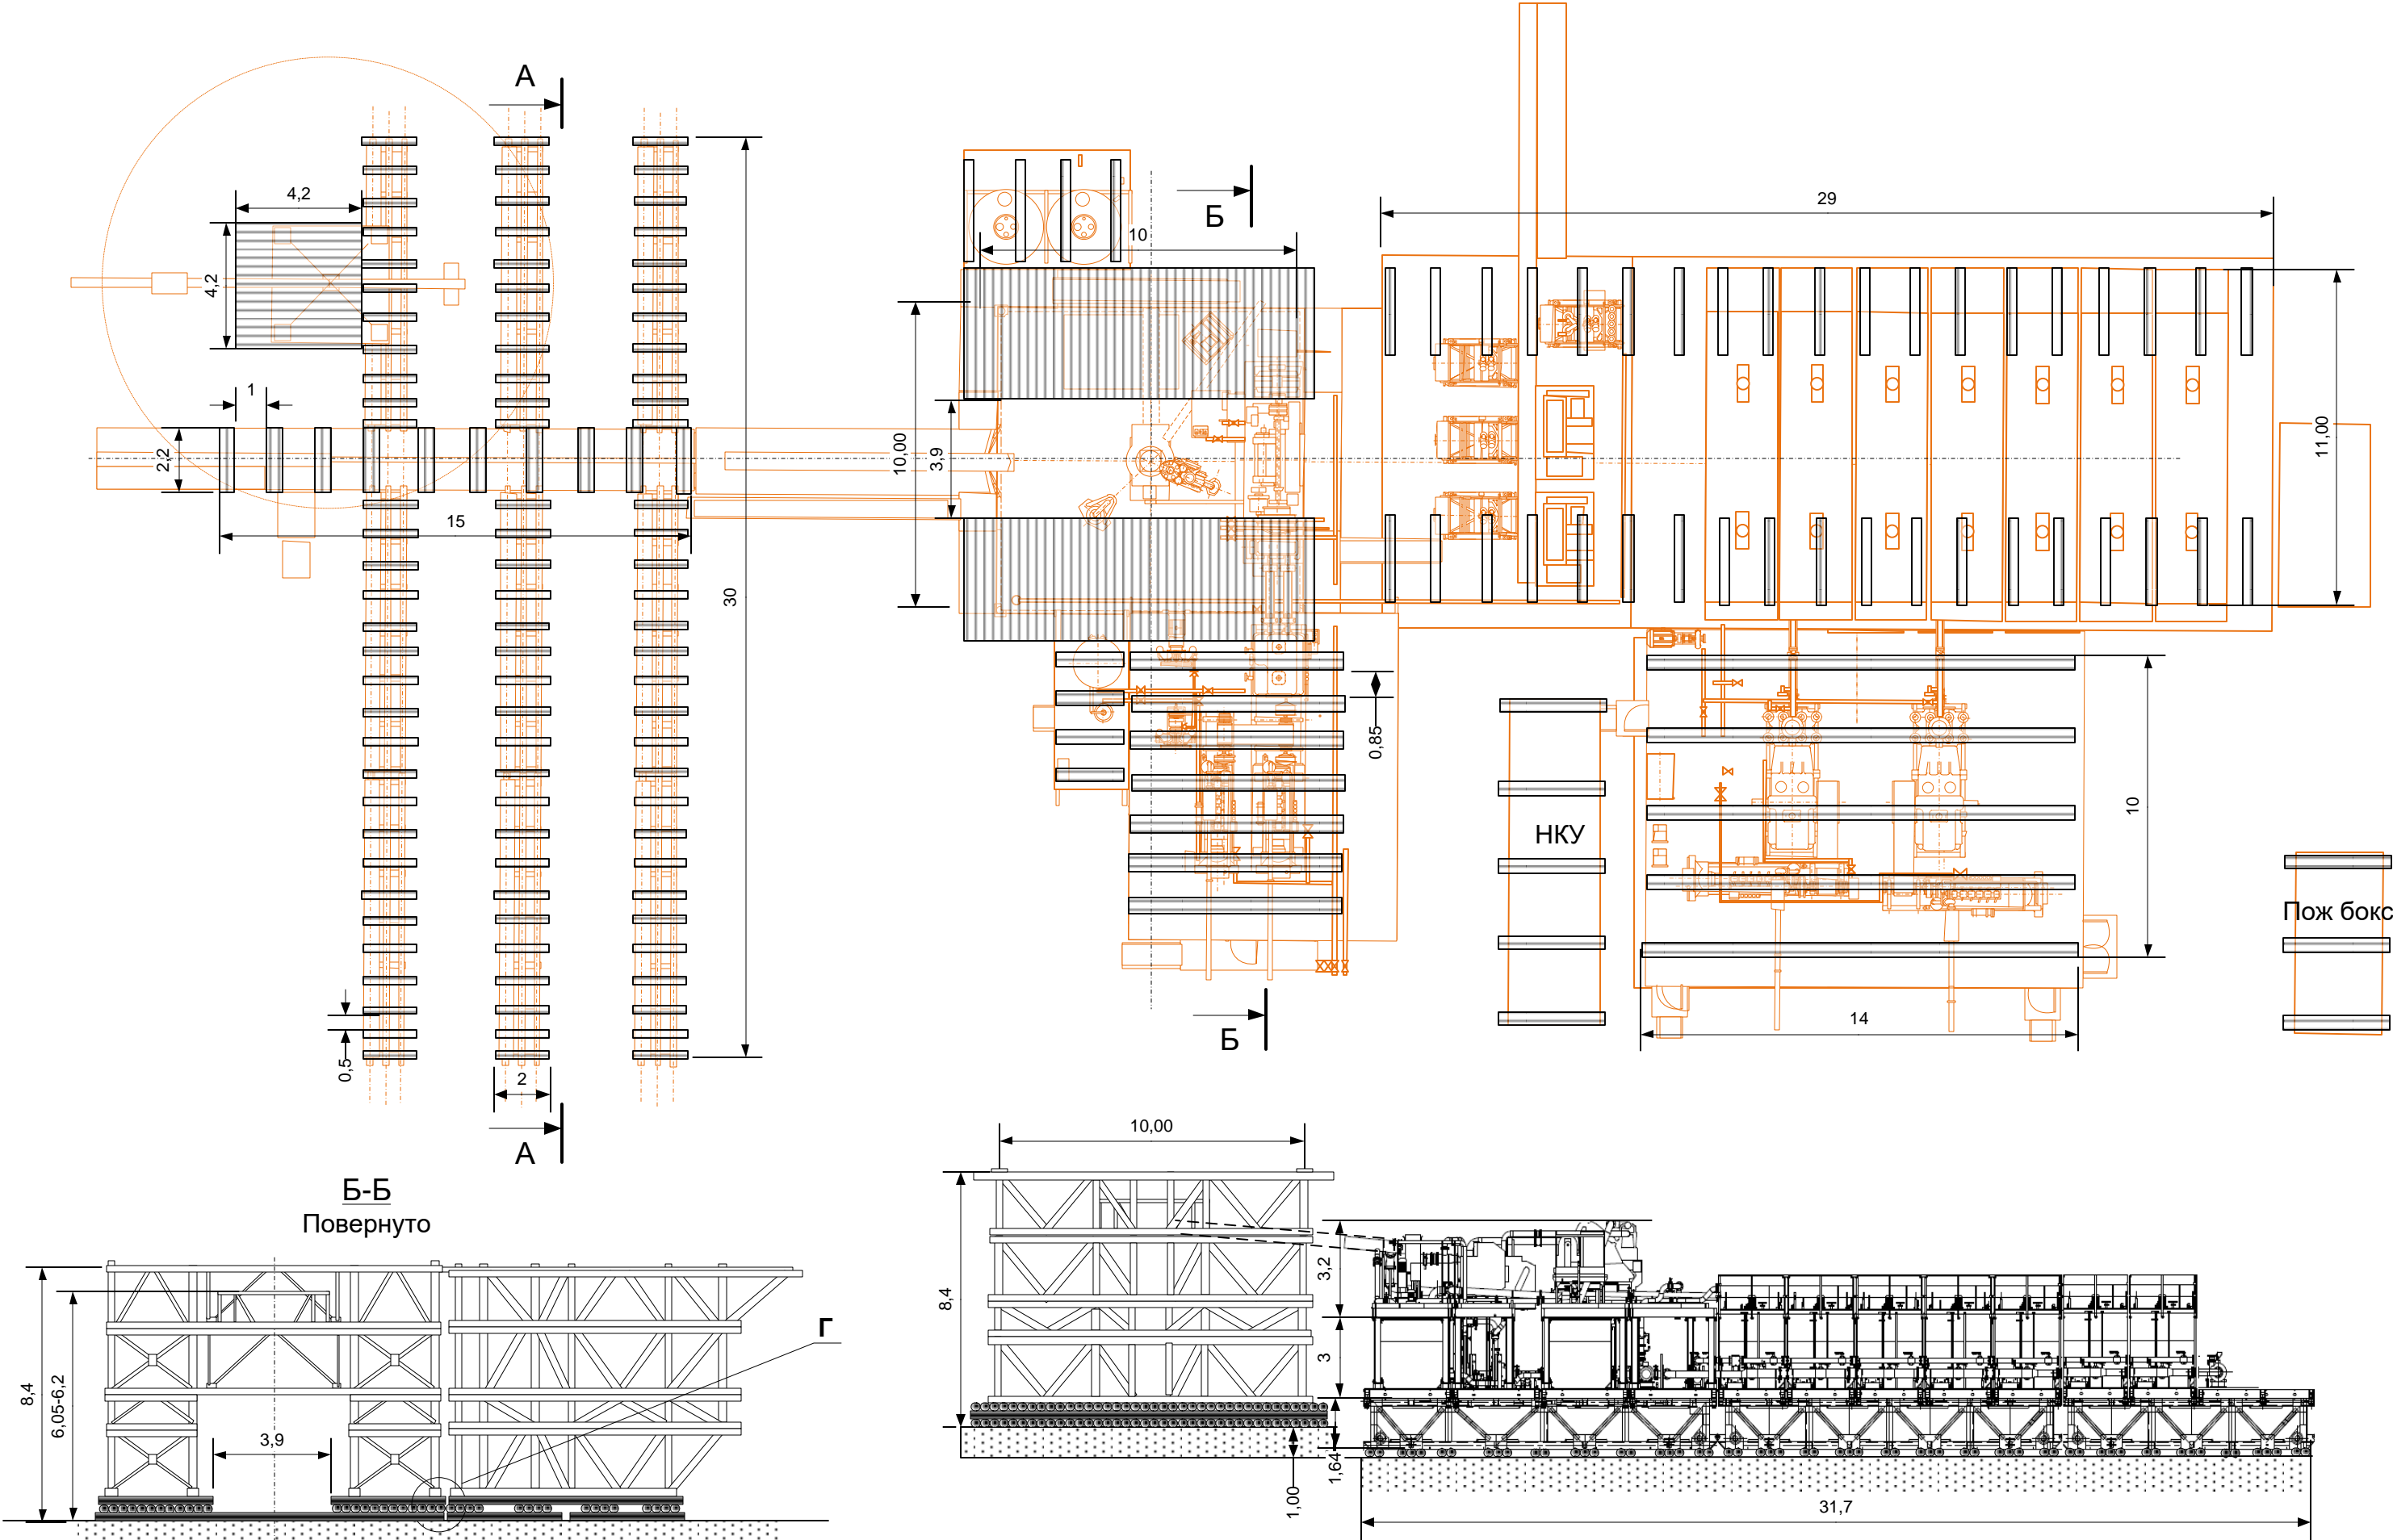 А
4,2
Б
29
10
4,2
1
2,2
10,00
3,9
11,00
15
30
0,85
10
НКУ
Пож бокс
0,5
2
14
Б
А
10,00
Б-Б
Повернуто
8,4
3,2
3
Г
8,4
6,05-6,2
3,9
1,64
1,00
31,7